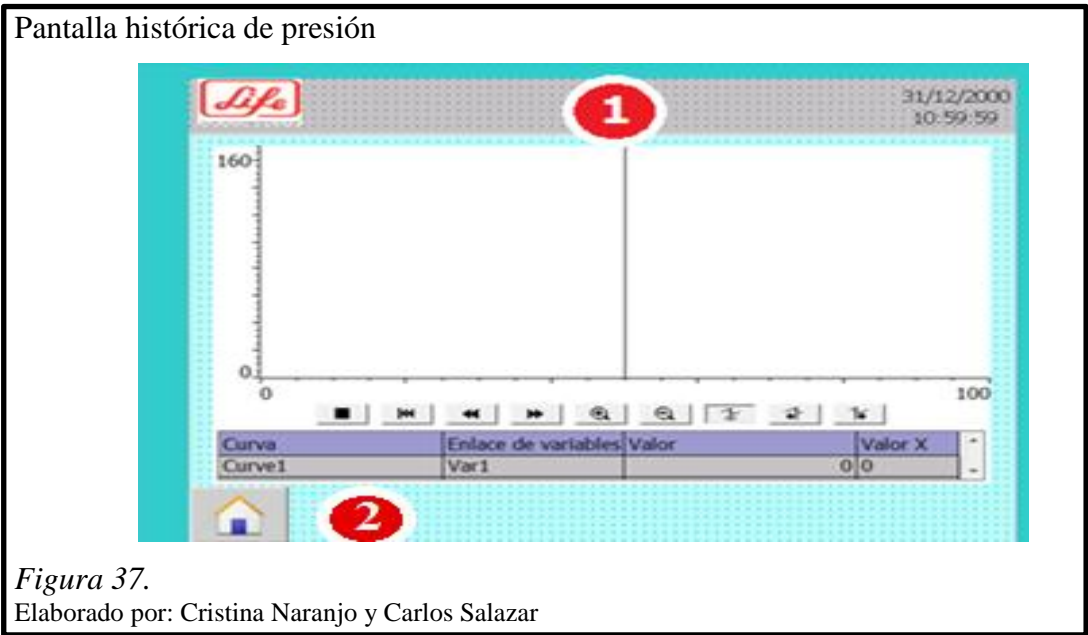 Pantalla histórica de presión
Life
1
31/12/2000
10:59:59
160
0
0
100
Curva Enlace de variables Valor Valor X
Curve1 Var1 0 0
2
Figura 37.
Elaborado por: Cristina Naranjo y Carlos Salazar